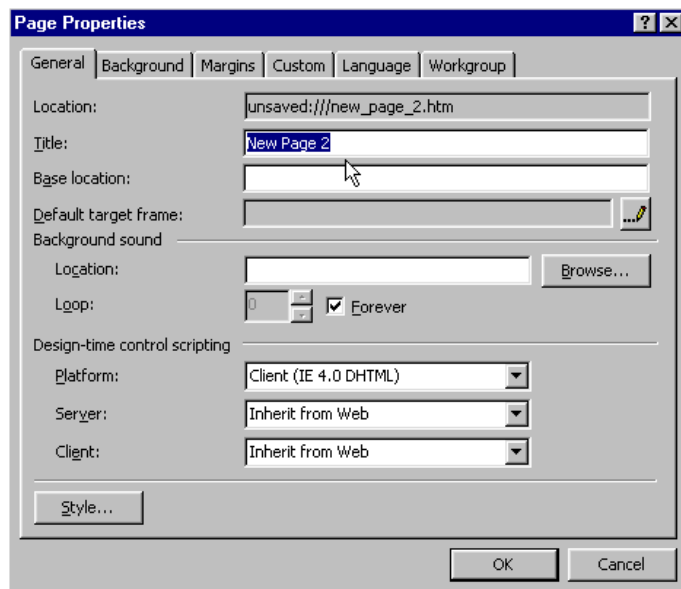 Page Properties
General Background Margins Custom Language Workgroup
Location: unsaved:///new_page_2.htm
Title: New Page 2
Base location:
Default target frame: ...
Background sound
Location: Browse...
Loop: 0 Forever
Design-time control scripting
Platform: Client (IE 4.0 DHTML)
Server: Inherit from Web
Client: Inherit from Web
Style...
OK Cancel